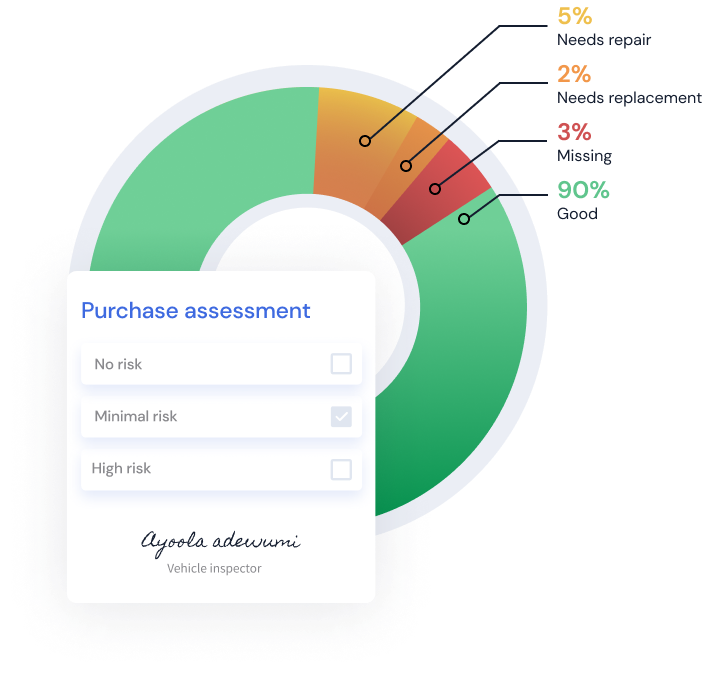 5%
Needs repair
2%
Needs replacement
3%
Missing
90%
Good
Purchase assessment
No risk
Minimal risk
High risk
Ayoola adewumi
Vehicle inspector